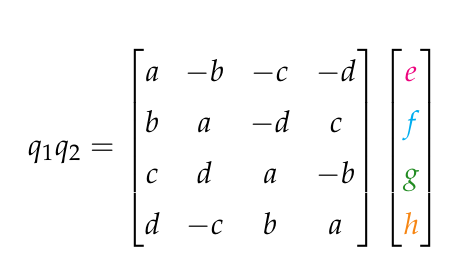 a −b −c −d e
b a −d c f
q₁q₂ =
c d a −b g
d −c b a h